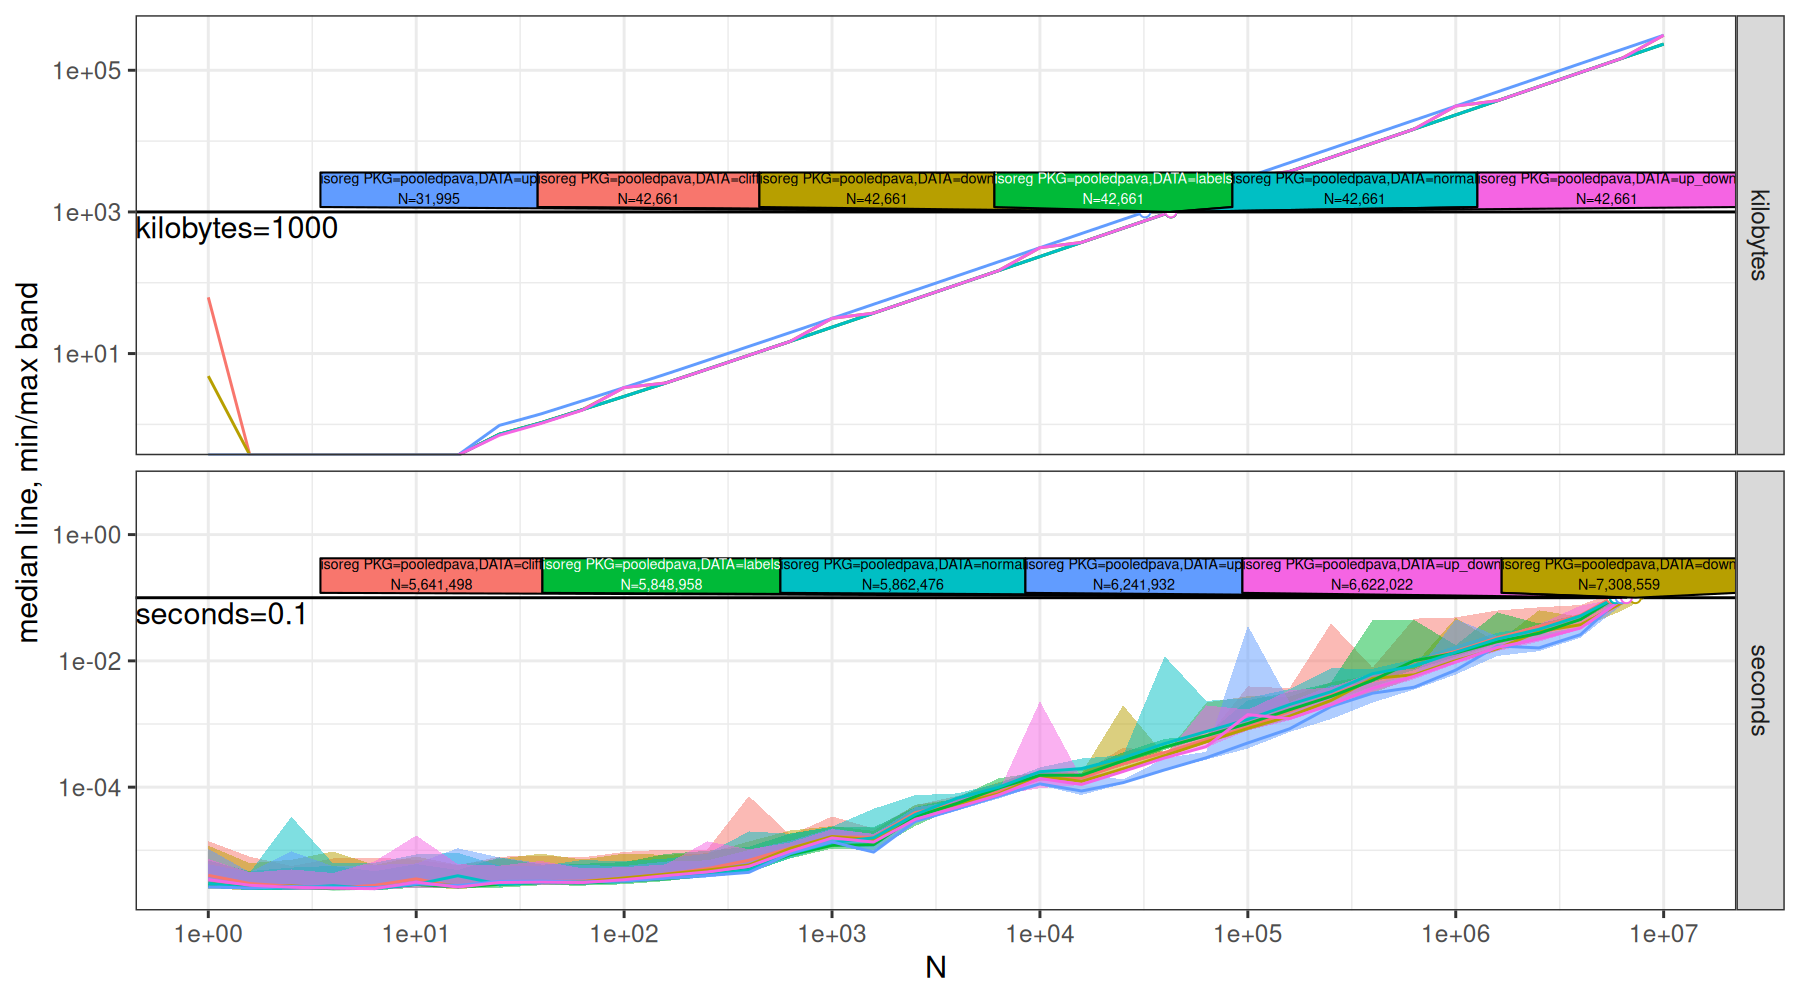 1e+05
1e+03
1e+01
isoreg PKG=pooledpava,DATA=up
N=31,995
isoreg PKG=pooledpava,DATA=cliff
N=42,661
isoreg PKG=pooledpava,DATA=down
N=42,661
isoreg PKG=pooledpava,DATA=labels
N=42,661
isoreg PKG=pooledpava,DATA=normal
N=42,661
isoreg PKG=pooledpava,DATA=up_down
N=42,661
kilobytes=1000
kilobytes
median line, min/max band
1e+00
1e-02
1e-04
isoreg PKG=pooledpava,DATA=cliff
N=5,641,498
isoreg PKG=pooledpava,DATA=labels
N=5,848,958
isoreg PKG=pooledpava,DATA=normal
N=5,862,476
isoreg PKG=pooledpava,DATA=up
N=6,241,932
isoreg PKG=pooledpava,DATA=up_down
N=6,622,022
isoreg PKG=pooledpava,DATA=down
N=7,308,559
seconds=0.1
seconds
1e+00
1e+01
1e+02
1e+03
1e+04
1e+05
1e+06
1e+07
N